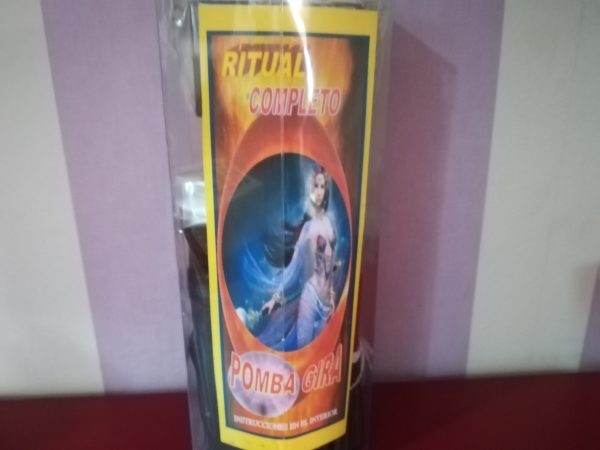 RITUAL
COMPLETO
POMBA GIRA
INSTRUCCIONES EN EL INTERIOR